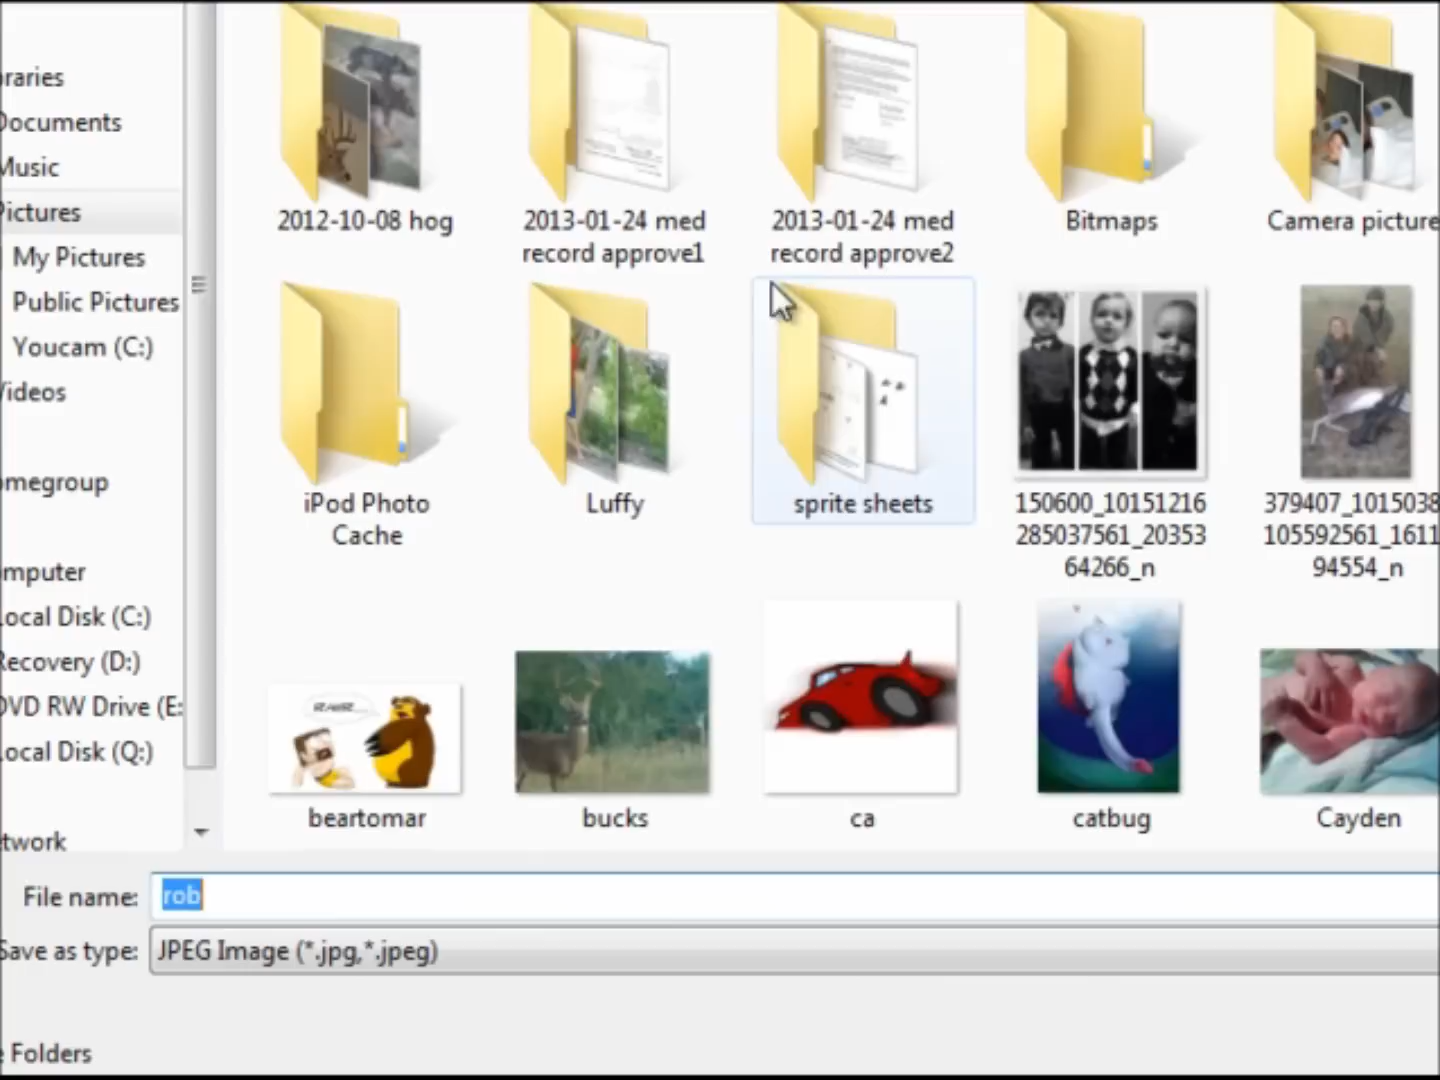 raries
Documents
Music
Pictures
My Pictures
Public Pictures
Youcam (C:)
Videos
omegroup
mputer
Local Disk (C:)
Recovery (D:)
DVD RW Drive (E:
Local Disk (Q:)
etwork
2012-10-08 hog
2013-01-24 med
record approve1
2013-01-24 med
record approve2
Bitmaps
Camera picture
iPod Photo
Cache
Luffy
sprite sheets
150600_10151216
285037561_20353
64266_n
379407_1015038
105592561_1611
94554_n
beartomar
bucks
ca
catbug
Cayden
File name: rob
Save as type: JPEG Image (*.jpg,*.jpeg)
e Folders